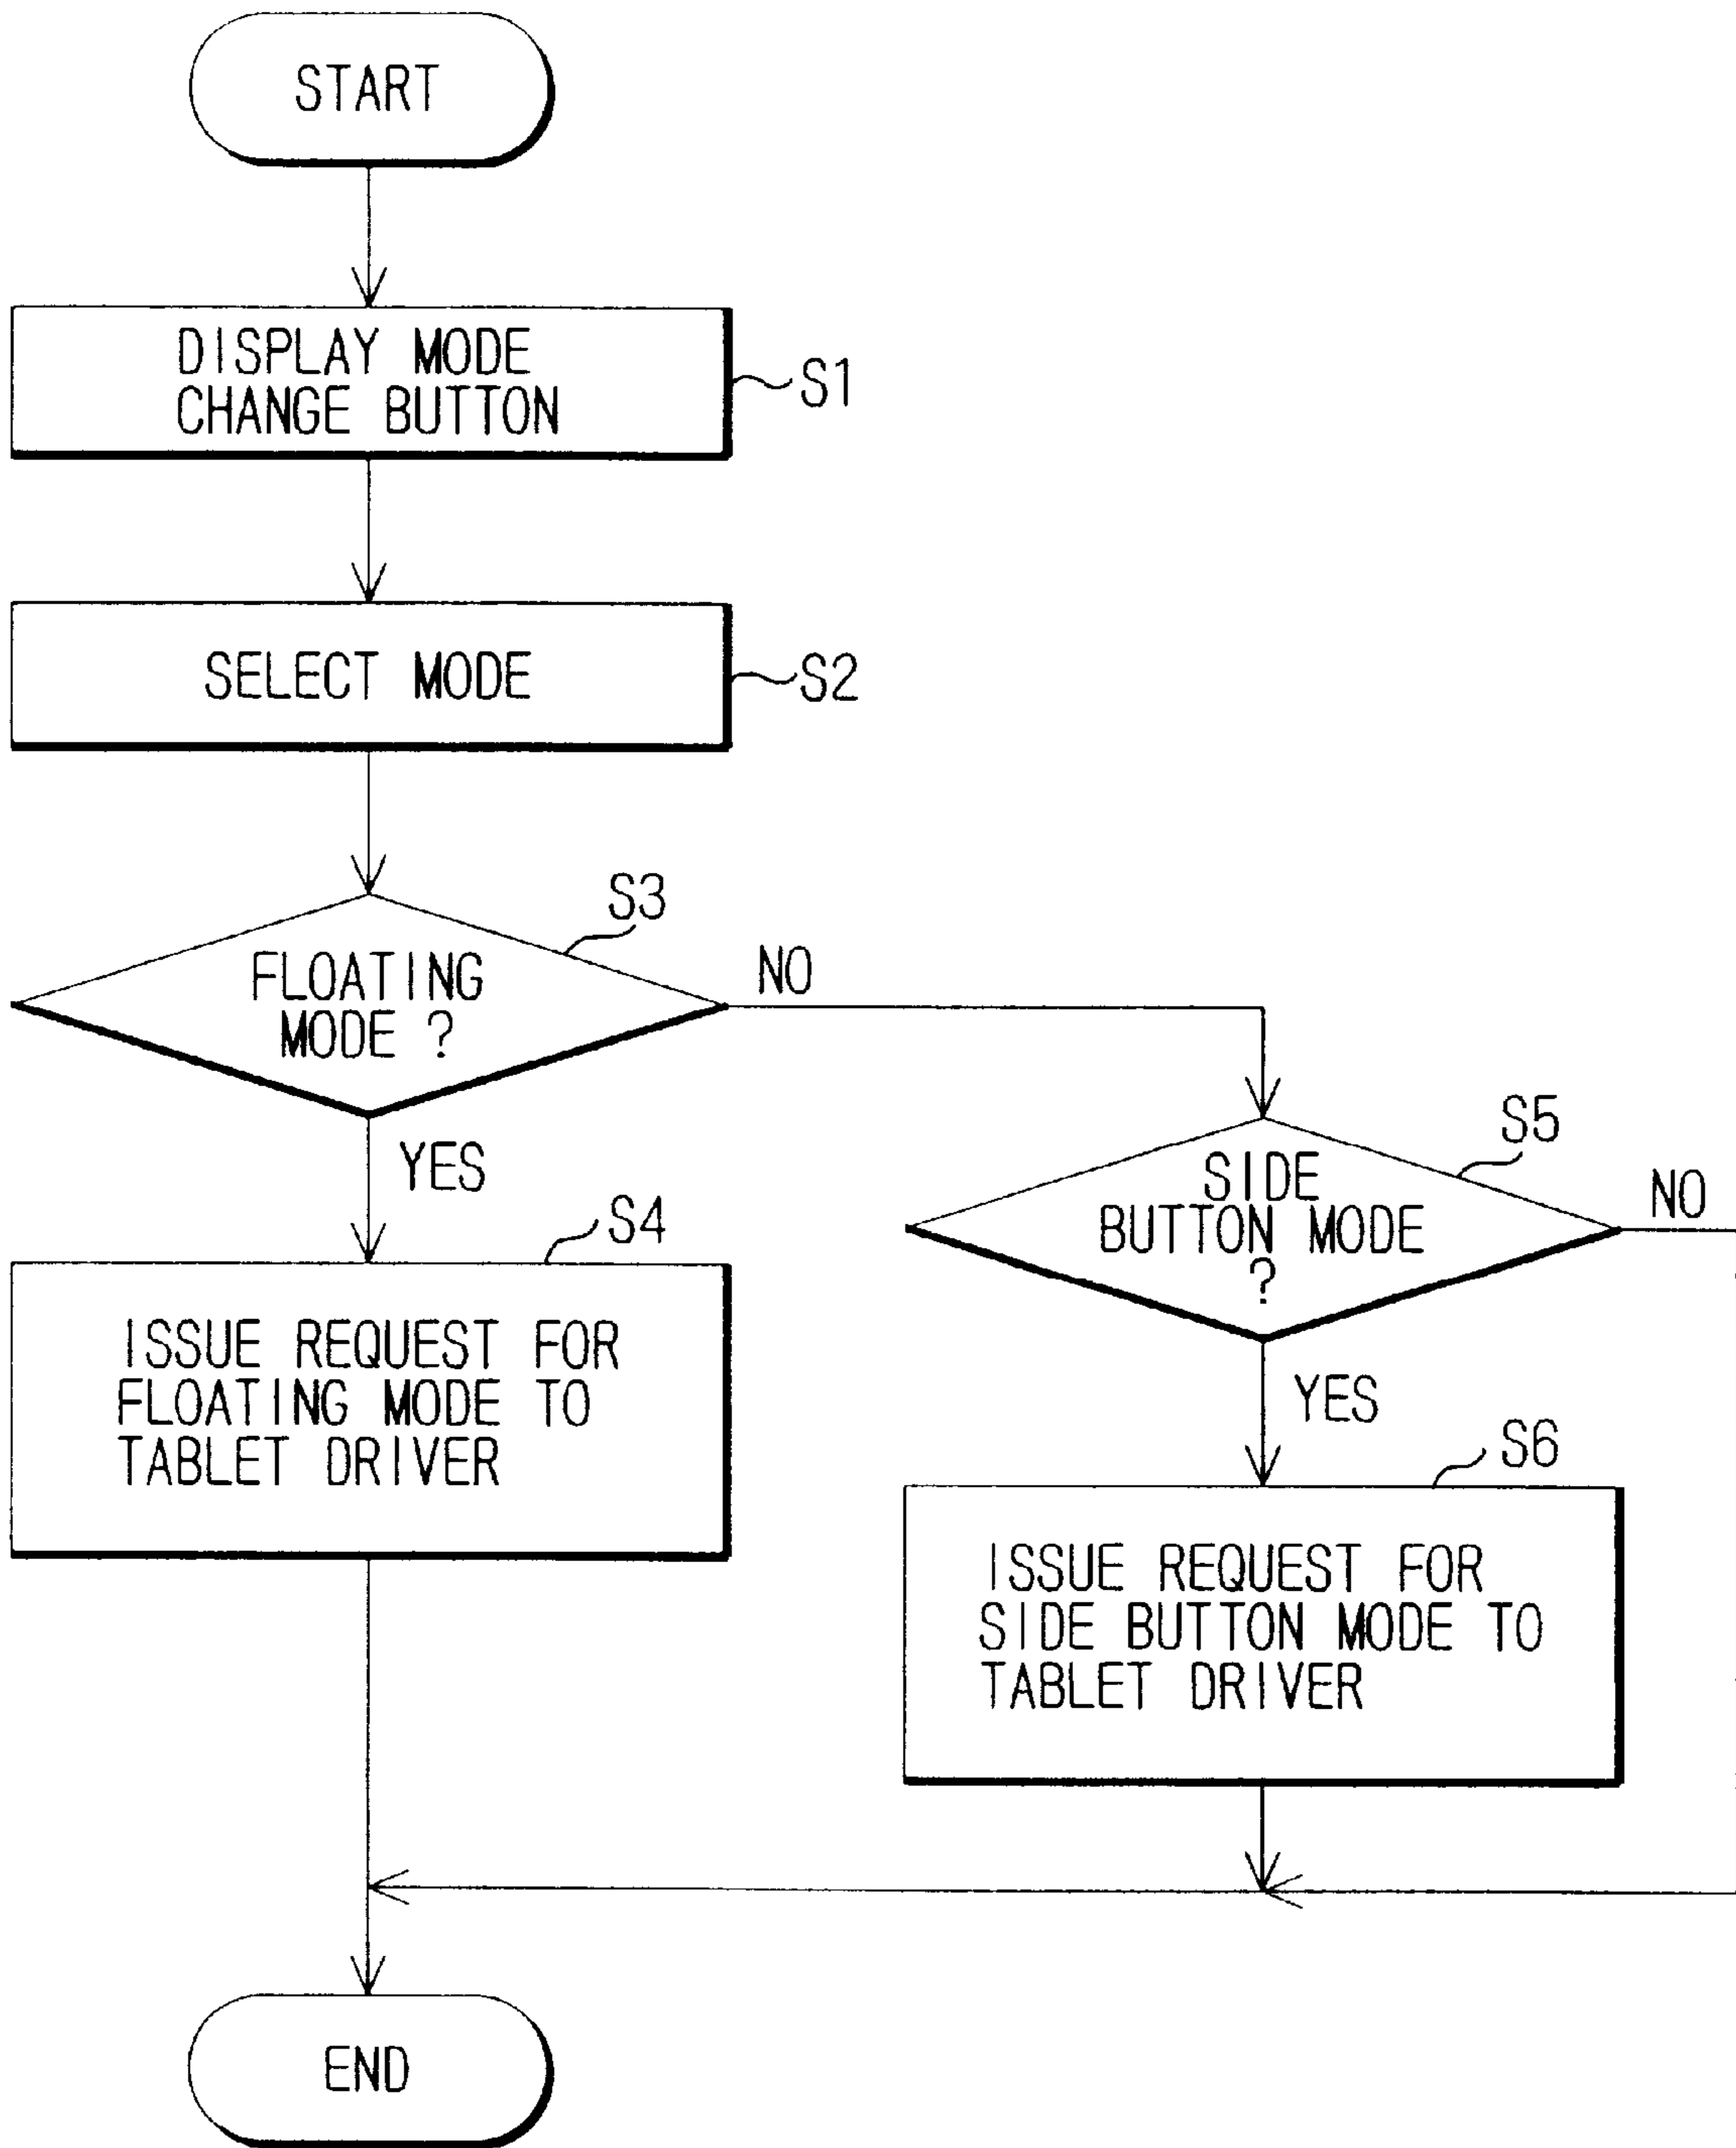 START
DISPLAY MODE
CHANGE BUTTON
S1
SELECT MODE
S2
S3
FLOATING
MODE ?
NO
YES
S5
SIDE
BUTTON MODE
?
NO
YES
S4
ISSUE REQUEST FOR
FLOATING MODE TO
TABLET DRIVER
S6
ISSUE REQUEST FOR
SIDE BUTTON MODE TO
TABLET DRIVER
END